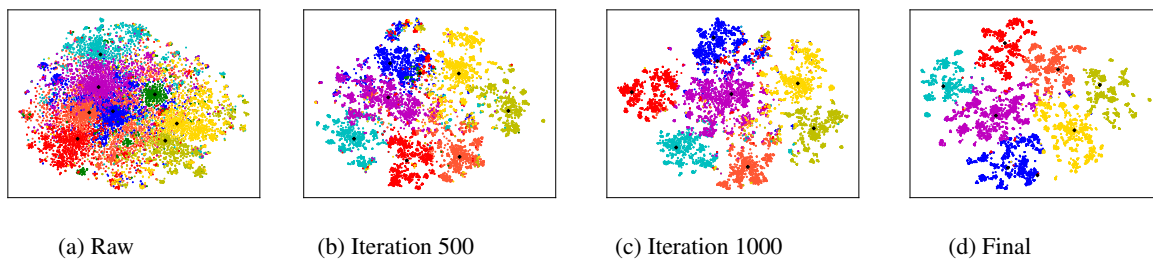 (a) Raw
(b) Iteration 500
(c) Iteration 1000
(d) Final